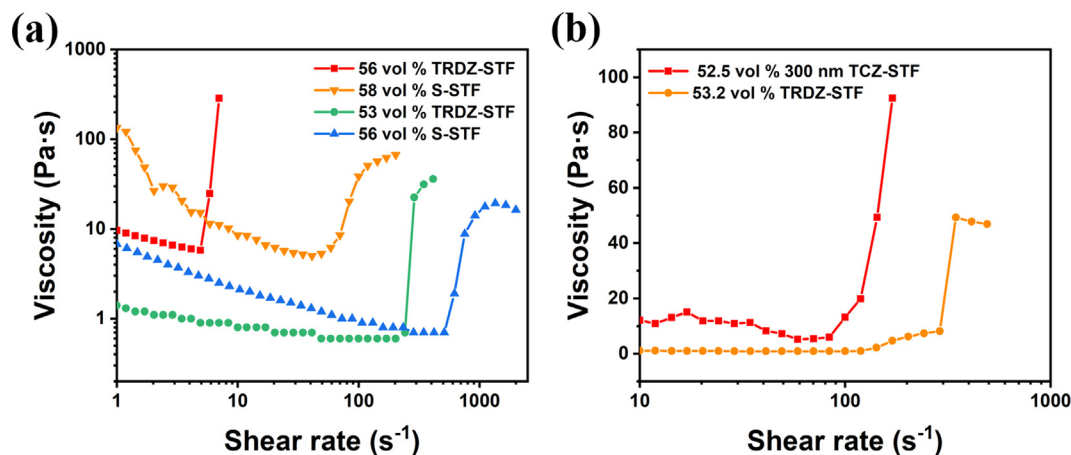 (a)
1000
100
10
1
Viscosity (Pa·s)
56 vol % TRDZ-STF
58 vol % S-STF
53 vol % TRDZ-STF
56 vol % S-STF
1 10 100 1000
Shear rate (s⁻¹)
(b)
100
80
60
40
20
0
Viscosity (Pa·s)
52.5 vol % 300 nm TCZ-STF
53.2 vol % TRDZ-STF
10 100 1000
Shear rate (s⁻¹)